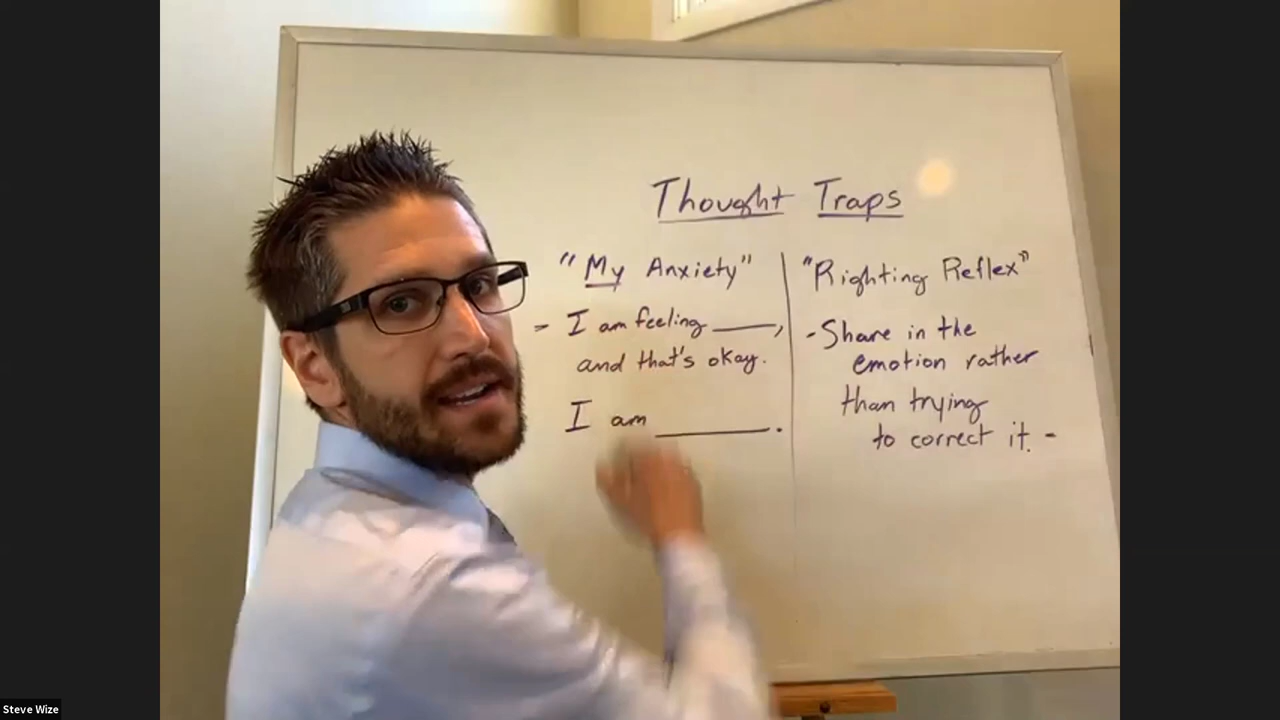 Thought Traps
"My Anxiety"
- I am feeling ____,
and that's okay.
I am ____.
"Righting Reflex"
- Share in the
emotion rather
than trying
to correct it. -
Steve Wize